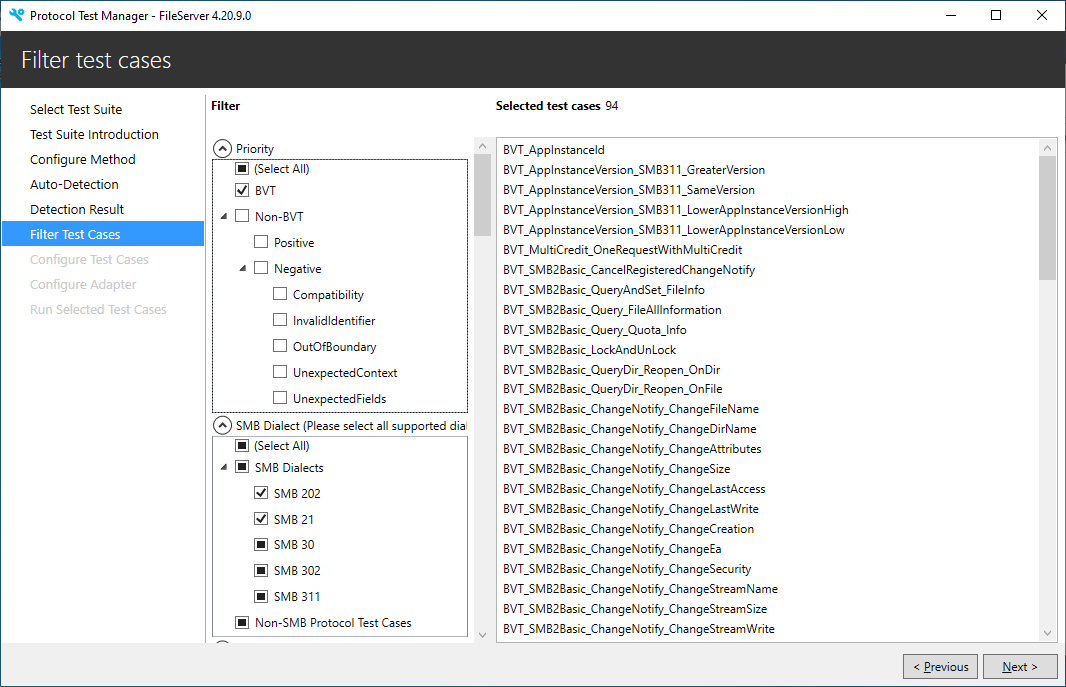 Protocol Test Manager - FileServer 4.20.9.0
Filter test cases
Select Test Suite
Test Suite Introduction
Configure Method
Auto-Detection
Detection Result
Filter Test Cases
Configure Test Cases
Configure Adapter
Run Selected Test Cases
Filter
Priority
(Select All)
BVT
Non-BVT
Positive
Negative
Compatibility
InvalidIdentifier
OutOfBoundary
UnexpectedContext
UnexpectedFields
SMB Dialect (Please select all supported dial
(Select All)
SMB Dialects
SMB 202
SMB 21
SMB 30
SMB 302
SMB 311
Non-SMB Protocol Test Cases
Selected test cases 94
BVT_AppInstanceId
BVT_AppInstanceVersion_SMB311_GreaterVersion
BVT_AppInstanceVersion_SMB311_SameVersion
BVT_AppInstanceVersion_SMB311_LowerAppInstanceVersionHigh
BVT_AppInstanceVersion_SMB311_LowerAppInstanceVersionLow
BVT_MultiCredit_OneRequestWithMultiCredit
BVT_SMB2Basic_CancelRegisteredChangeNotify
BVT_SMB2Basic_QueryAndSet_FileInfo
BVT_SMB2Basic_Query_FileAllInformation
BVT_SMB2Basic_Query_Quota_Info
BVT_SMB2Basic_LockAndUnLock
BVT_SMB2Basic_QueryDir_Reopen_OnDir
BVT_SMB2Basic_QueryDir_Reopen_OnFile
BVT_SMB2Basic_ChangeNotify_ChangeFileName
BVT_SMB2Basic_ChangeNotify_ChangeDirName
BVT_SMB2Basic_ChangeNotify_ChangeAttributes
BVT_SMB2Basic_ChangeNotify_ChangeSize
BVT_SMB2Basic_ChangeNotify_ChangeLastAccess
BVT_SMB2Basic_ChangeNotify_ChangeLastWrite
BVT_SMB2Basic_ChangeNotify_ChangeCreation
BVT_SMB2Basic_ChangeNotify_ChangeEa
BVT_SMB2Basic_ChangeNotify_ChangeSecurity
BVT_SMB2Basic_ChangeNotify_ChangeStreamName
BVT_SMB2Basic_ChangeNotify_ChangeStreamSize
BVT_SMB2Basic_ChangeNotify_ChangeStreamWrite
< Previous
Next >